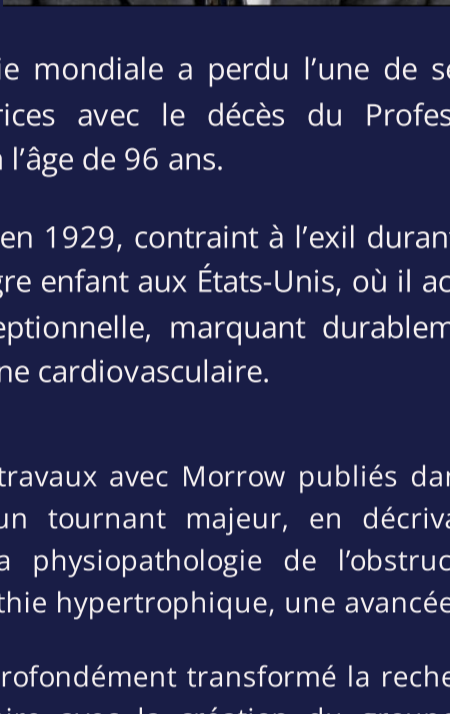 ie mondiale a perdu l’une de se
rices avec le décès du Profes
l’âge de 96 ans.
en 1929, contraint à l’exil durant
gre enfant aux États-Unis, où il ac
eptionnelle, marquant durablem
ne cardiovasculaire.
travaux avec Morrow publiés dan
un tournant majeur, en décriva
a physiopathologie de l’obstruc
thie hypertrophique, une avancée
rofondément transformé la reche